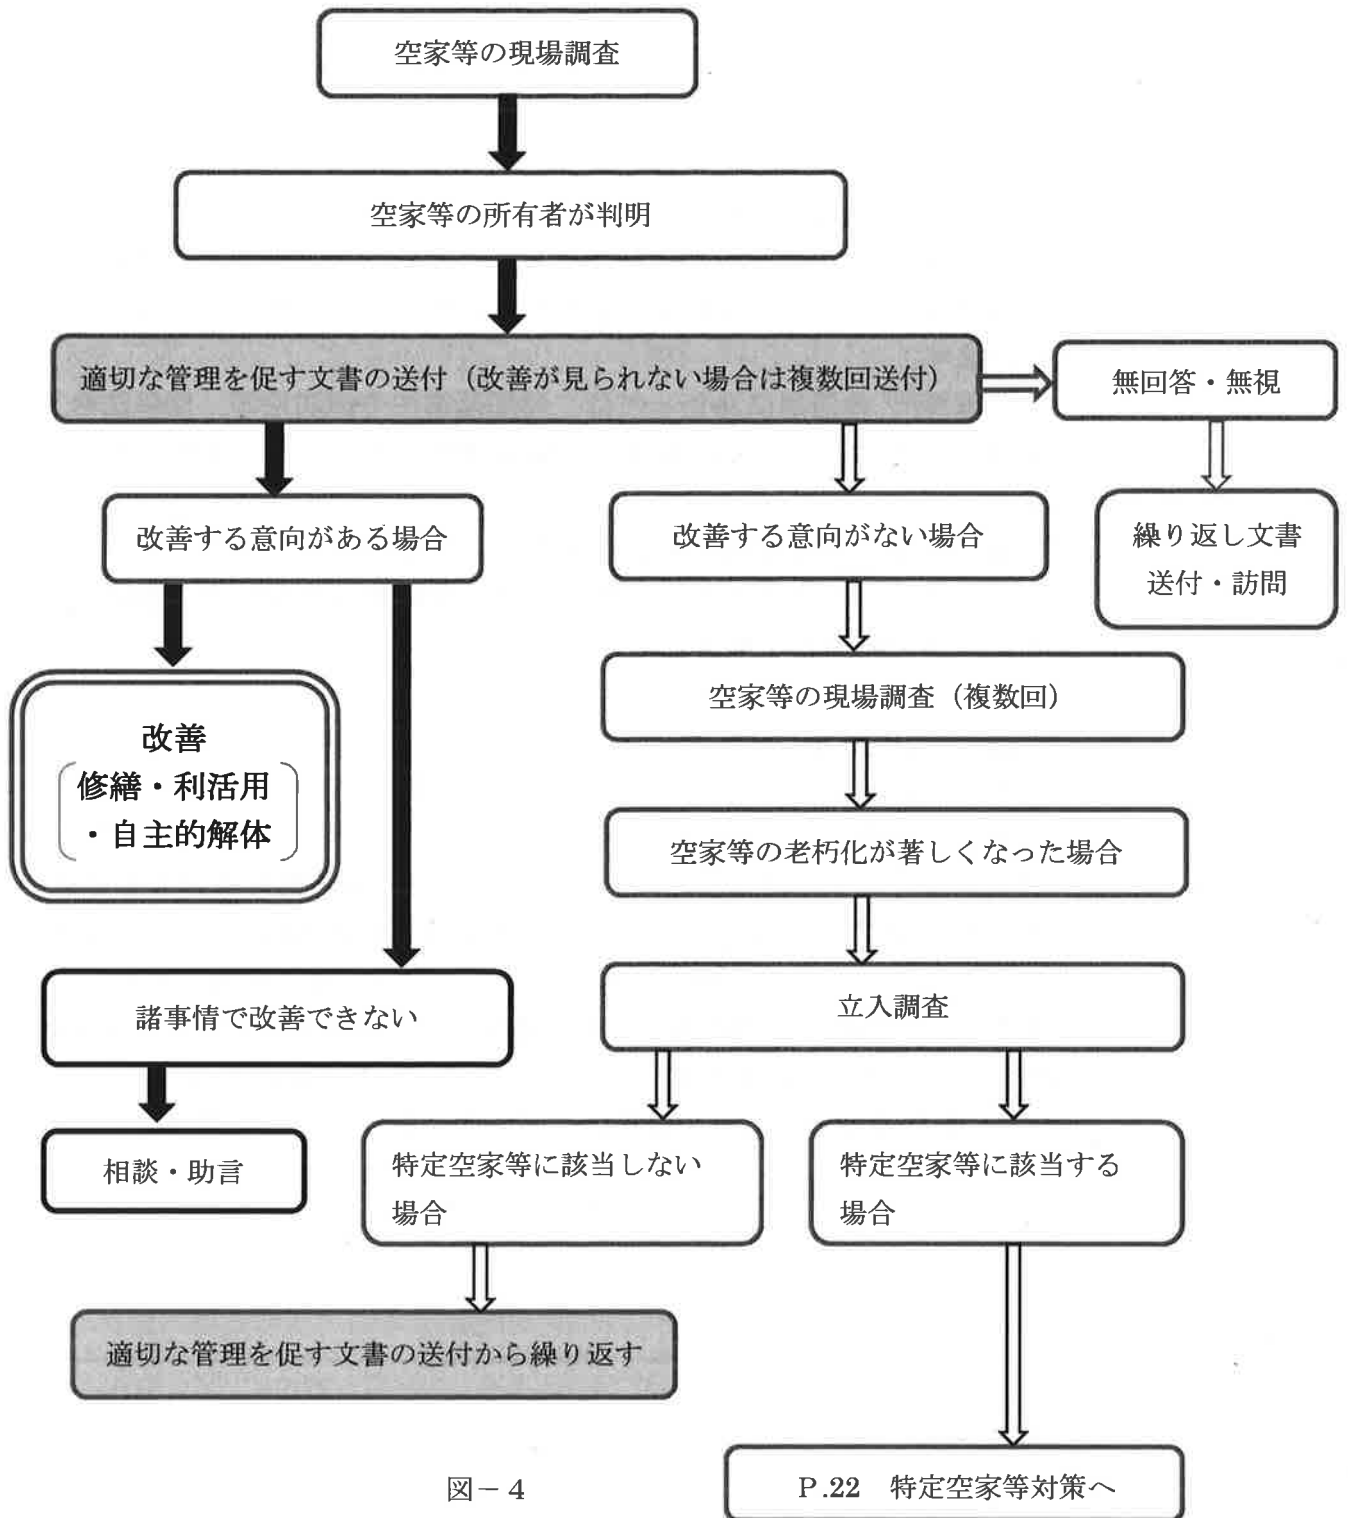 空家等の現場調査
空家等の所有者が判明
適切な管理を促す文書の送付（改善が見られない場合は複数回送付）
無回答・無視
改善する意向がある場合
改善する意向がない場合
繰り返し文書
送付・訪問
空家等の現場調査（複数回）
改善
修繕・利活用
・自主的解体
空家等の老朽化が著しくなった場合
諸事情で改善できない
立入調査
相談・助言
特定空家等に該当しない
場合
特定空家等に該当する
場合
適切な管理を促す文書の送付から繰り返す
図－4
P.22　特定空家等対策へ